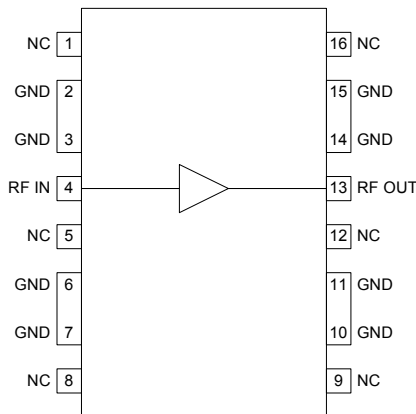 NC 1 16 NC
GND 2 15 GND
GND 3 14 GND
RF IN 4 13 RF OUT
NC 5 12 NC
GND 6 11 GND
GND 7 10 GND
NC 8 9 NC